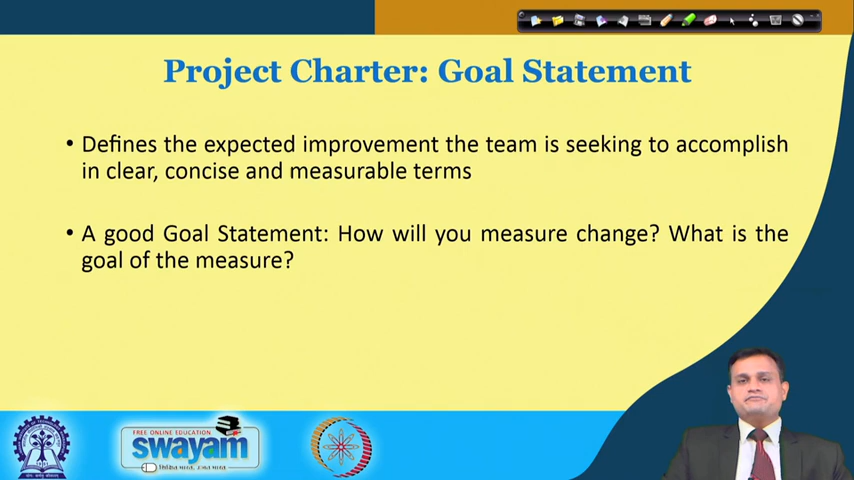 Project Charter: Goal Statement
• Defines the expected improvement the team is seeking to accomplish
in clear, concise and measurable terms
• A good Goal Statement: How will you measure change? What is the
goal of the measure?
FREE ONLINE EDUCATION
swayam